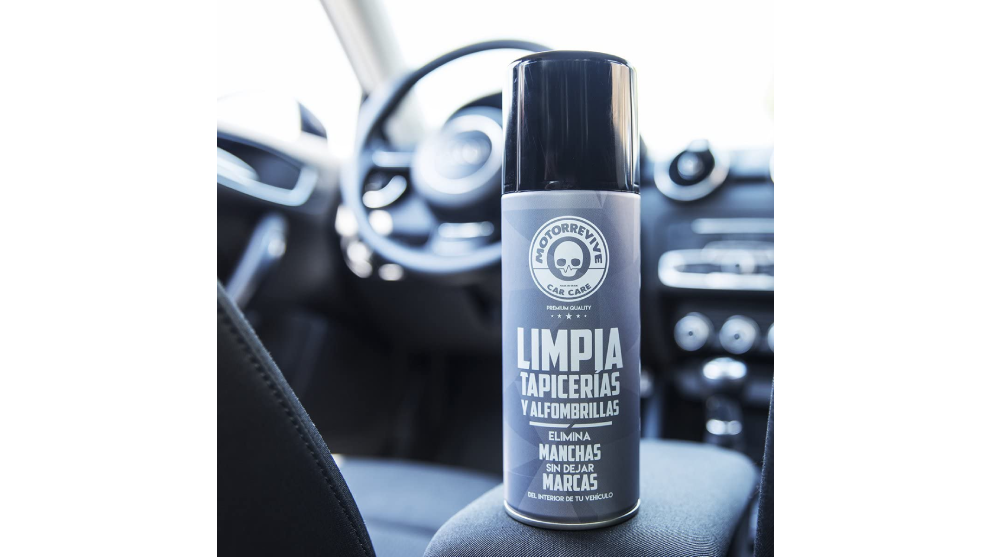 MOTORREVIVE
CAR CARE
PREMIUM QUALITY
LIMPIA
TAPICERÍAS
Y ALFOMBRILLAS
ELIMINA
MANCHAS
SIN DEJAR
MARCAS
DEL INTERIOR DE TU VEHÍCULO